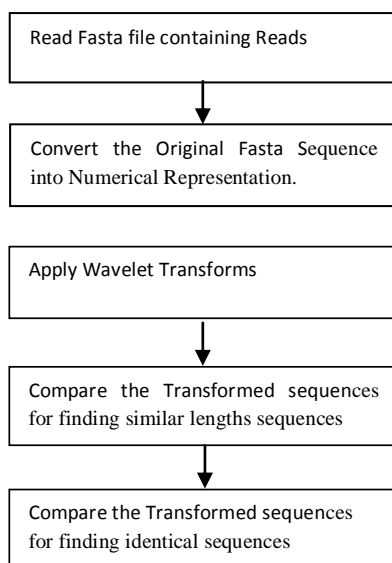 Read Fasta file containing Reads
Convert the Original Fasta Sequence
into Numerical Representation.
Apply Wavelet Transforms
Compare the Transformed sequences
for finding similar lengths sequences
Compare the Transformed sequences
for finding identical sequences